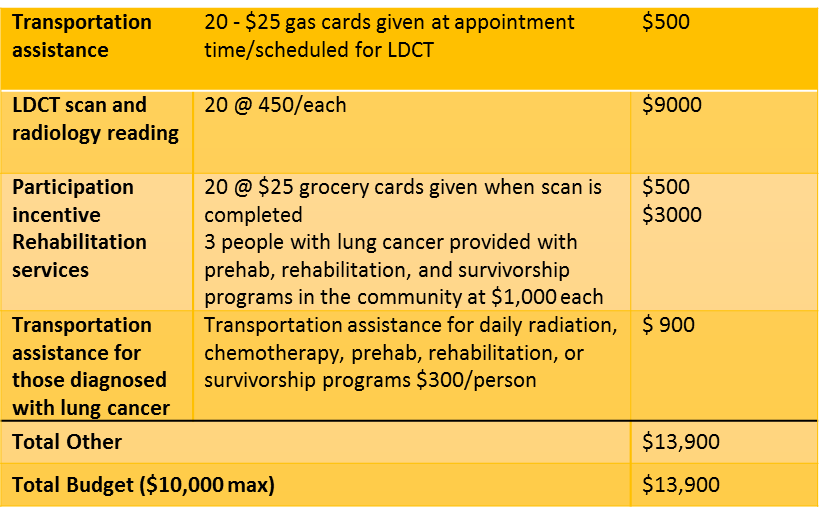 Transportation
assistance
20 - $25 gas cards given at appointment
time/scheduled for LDCT
$500
LDCT scan and
radiology reading
20 @ 450/each
$9000
Participation
incentive
Rehabilitation
services
20 @ $25 grocery cards given when scan is
completed
3 people with lung cancer provided with
prehab, rehabilitation, and survivorship
programs in the community at $1,000 each
$500
$3000
Transportation
assistance for
those diagnosed
with lung cancer
Transportation assistance for daily radiation,
chemotherapy, prehab, rehabilitation, or
survivorship programs $300/person
$ 900
Total Other
$13,900
Total Budget ($10,000 max)
$13,900